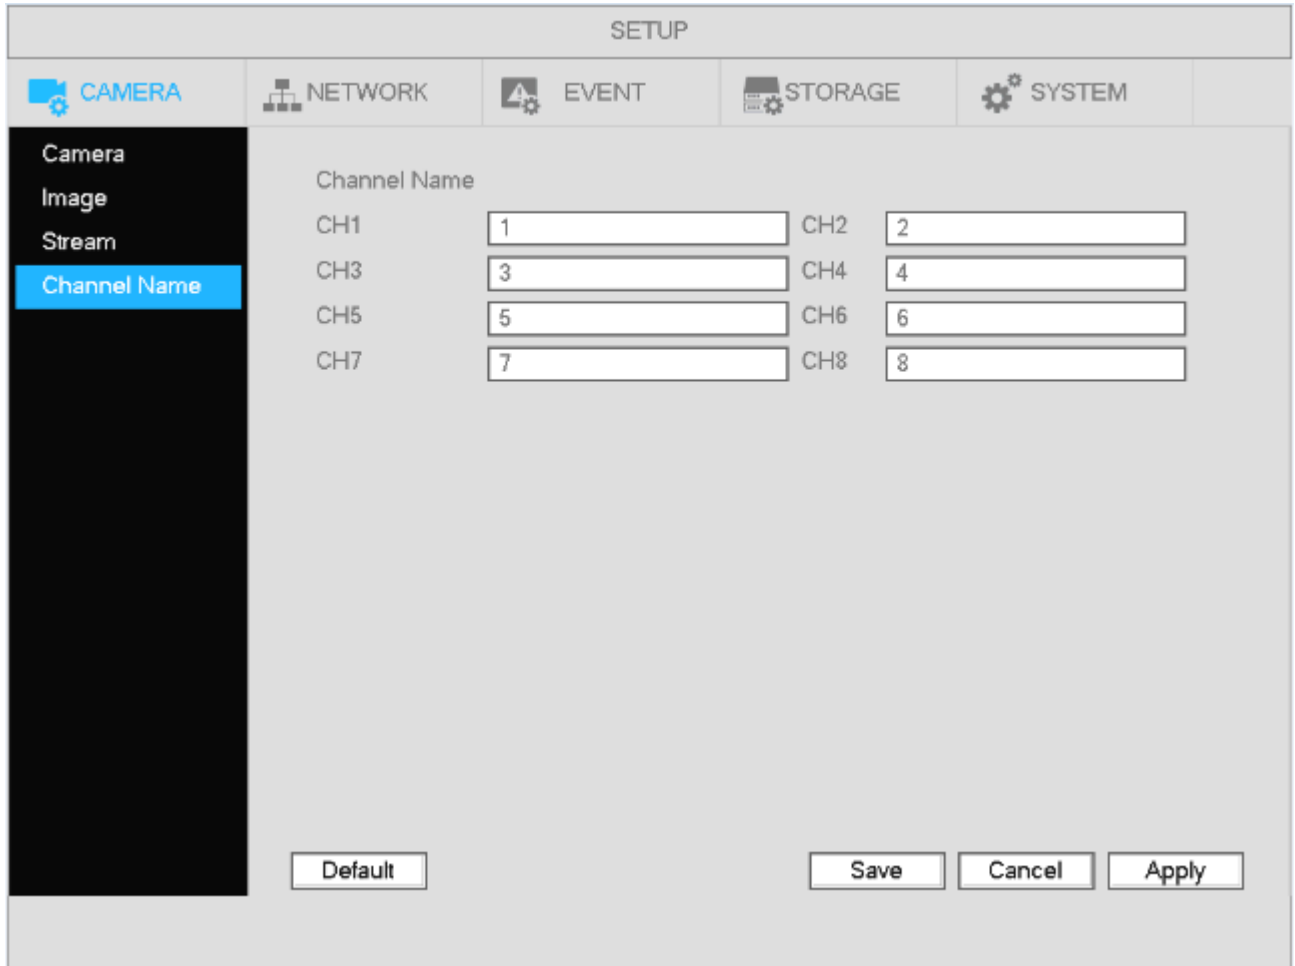 SETUP
CAMERA NETWORK EVENT STORAGE SYSTEM
Camera
Image
Stream
Channel Name
Channel Name
CH1 1 CH2 2
CH3 3 CH4 4
CH5 5 CH6 6
CH7 7 CH8 8
Default Save Cancel Apply